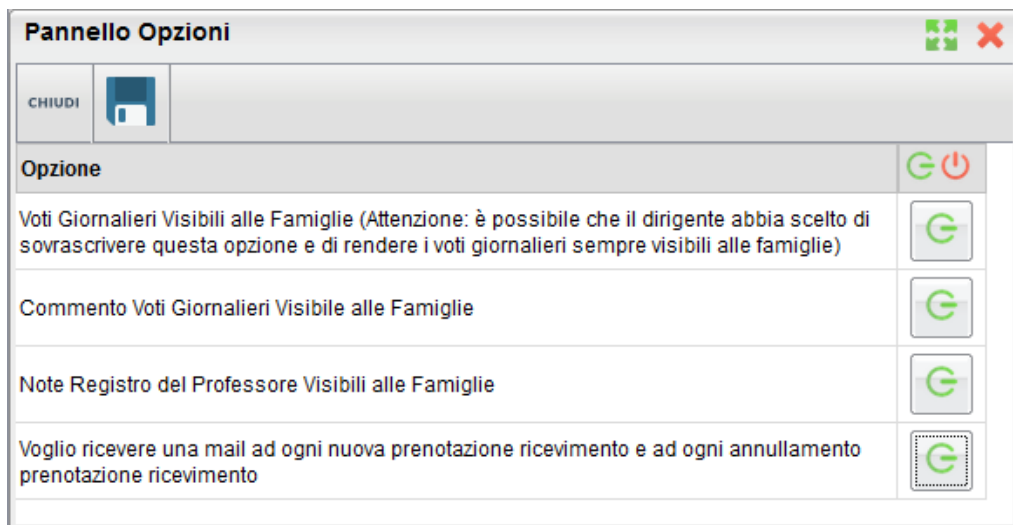 Pannello Opzioni
CHIUDI
Opzione
Voti Giornalieri Visibili alle Famiglie (Attenzione: è possibile che il dirigente abbia scelto di
sovrascrivere questa opzione e di rendere i voti giornalieri sempre visibili alle famiglie)
Commento Voti Giornalieri Visibile alle Famiglie
Note Registro del Professore Visibili alle Famiglie
Voglio ricevere una mail ad ogni nuova prenotazione ricevimento e ad ogni annullamento
prenotazione ricevimento